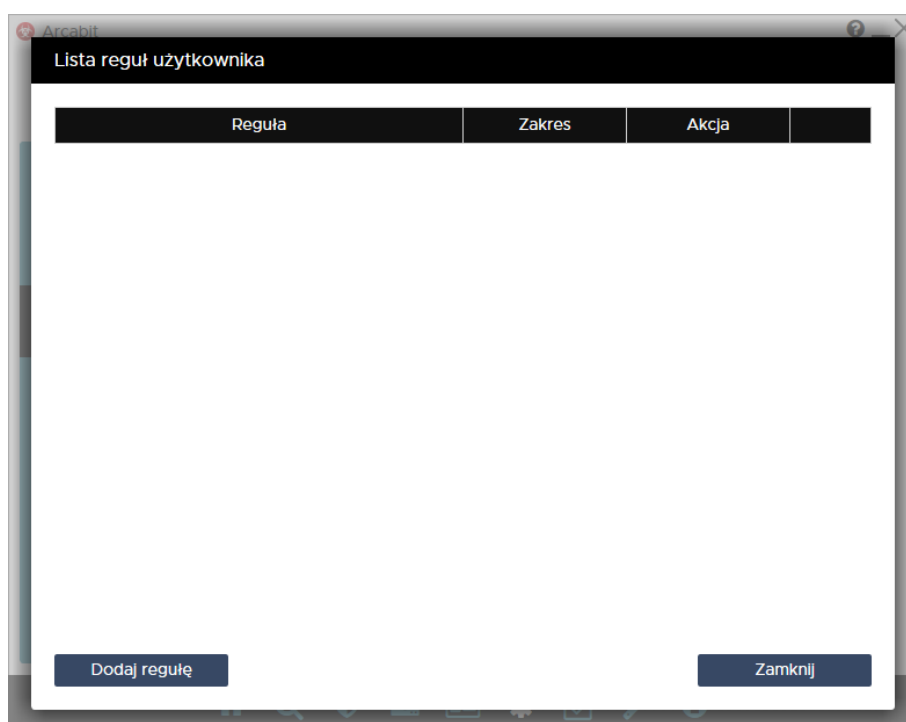 Arcabit
Lista reguł użytkownika
Reguła Zakres Akcja
Dodaj regułę Zamknij